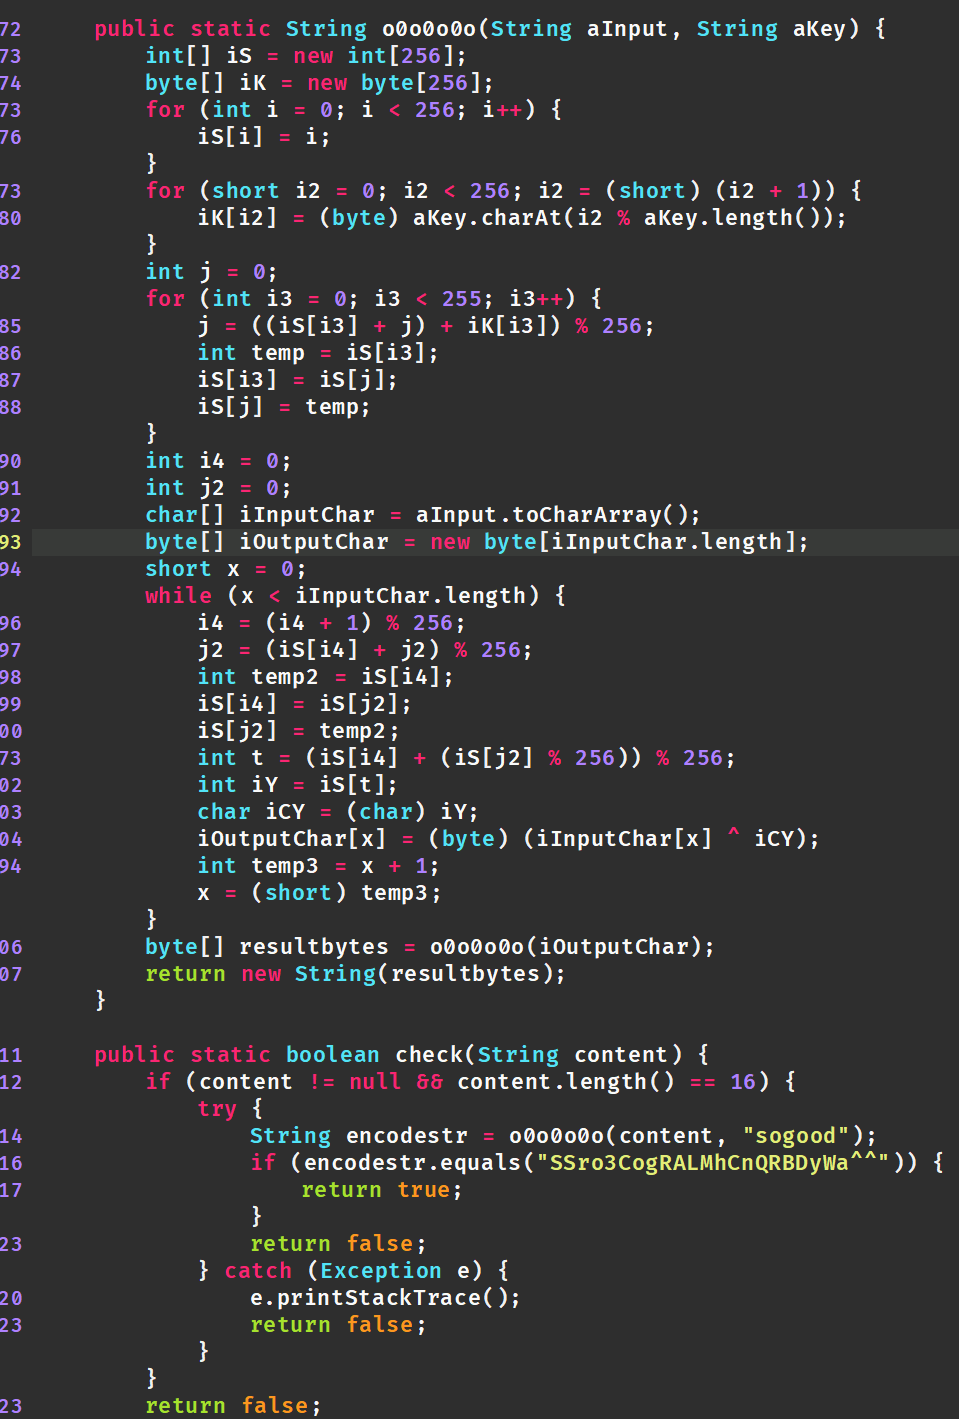 72 public static String o0o0o0o(String aInput, String aKey) {
73 int[] iS = new int[256];
74 byte[] iK = new byte[256];
73 for (int i = 0; i < 256; i++) {
76 iS[i] = i;
}
73 for (short i2 = 0; i2 < 256; i2 = (short) (i2 + 1)) {
80 iK[i2] = (byte) aKey.charAt(i2 % aKey.length());
}
82 int j = 0;
for (int i3 = 0; i3 < 255; i3++) {
85 j = ((iS[i3] + j) + iK[i3]) % 256;
86 int temp = iS[i3];
87 iS[i3] = iS[j];
88 iS[j] = temp;
}
90 int i4 = 0;
91 int j2 = 0;
92 char[] iInputChar = aInput.toCharArray();
93 byte[] iOutputChar = new byte[iInputChar.length];
94 short x = 0;
while (x < iInputChar.length) {
96 i4 = (i4 + 1) % 256;
97 j2 = (iS[i4] + j2) % 256;
98 int temp2 = iS[i4];
99 iS[i4] = iS[j2];
00 iS[j2] = temp2;
73 int t = (iS[i4] + (iS[j2] % 256)) % 256;
02 int iY = iS[t];
03 char iCY = (char) iY;
04 iOutputChar[x] = (byte) (iInputChar[x] ^ iCY);
94 int temp3 = x + 1;
x = (short) temp3;
}
06 byte[] resultbytes = o0o0o0o(iOutputChar);
07 return new String(resultbytes);
}
11 public static boolean check(String content) {
12 if (content != null && content.length() == 16) {
try {
14 String encodestr = o0o0o0o(content, "sogood");
16 if (encodestr.equals("SSro3CogRALMhCnQRBDyWa^^")) {
17 return true;
}
23 return false;
} catch (Exception e) {
20 e.printStackTrace();
23 return false;
}
}
23 return false;